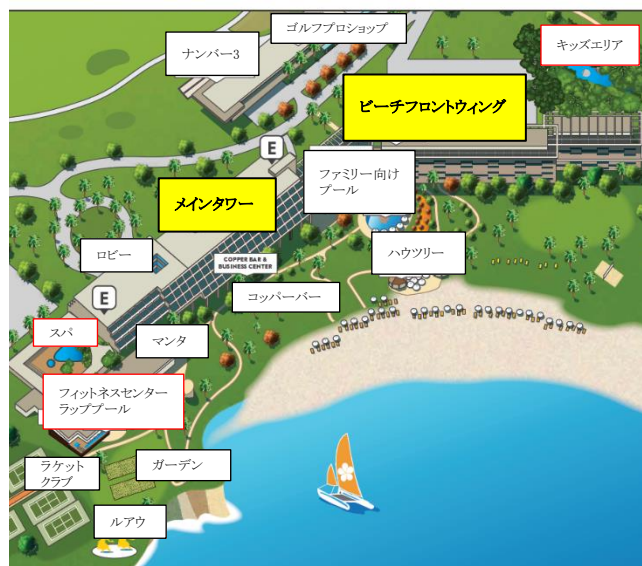 ゴルフプロショップ
キッズエリア
ナンバー3
ビーチフロントウィング
E
ファミリー向け
プール
メインタワー
ロビー
ハウツリー
COPPER BAR &
BUSINESS CENTER
コッパーバー
E
スパ
マンタ
フィットネスセンター
ラッププール
ラケット
クラブ
ガーデン
ルアウ